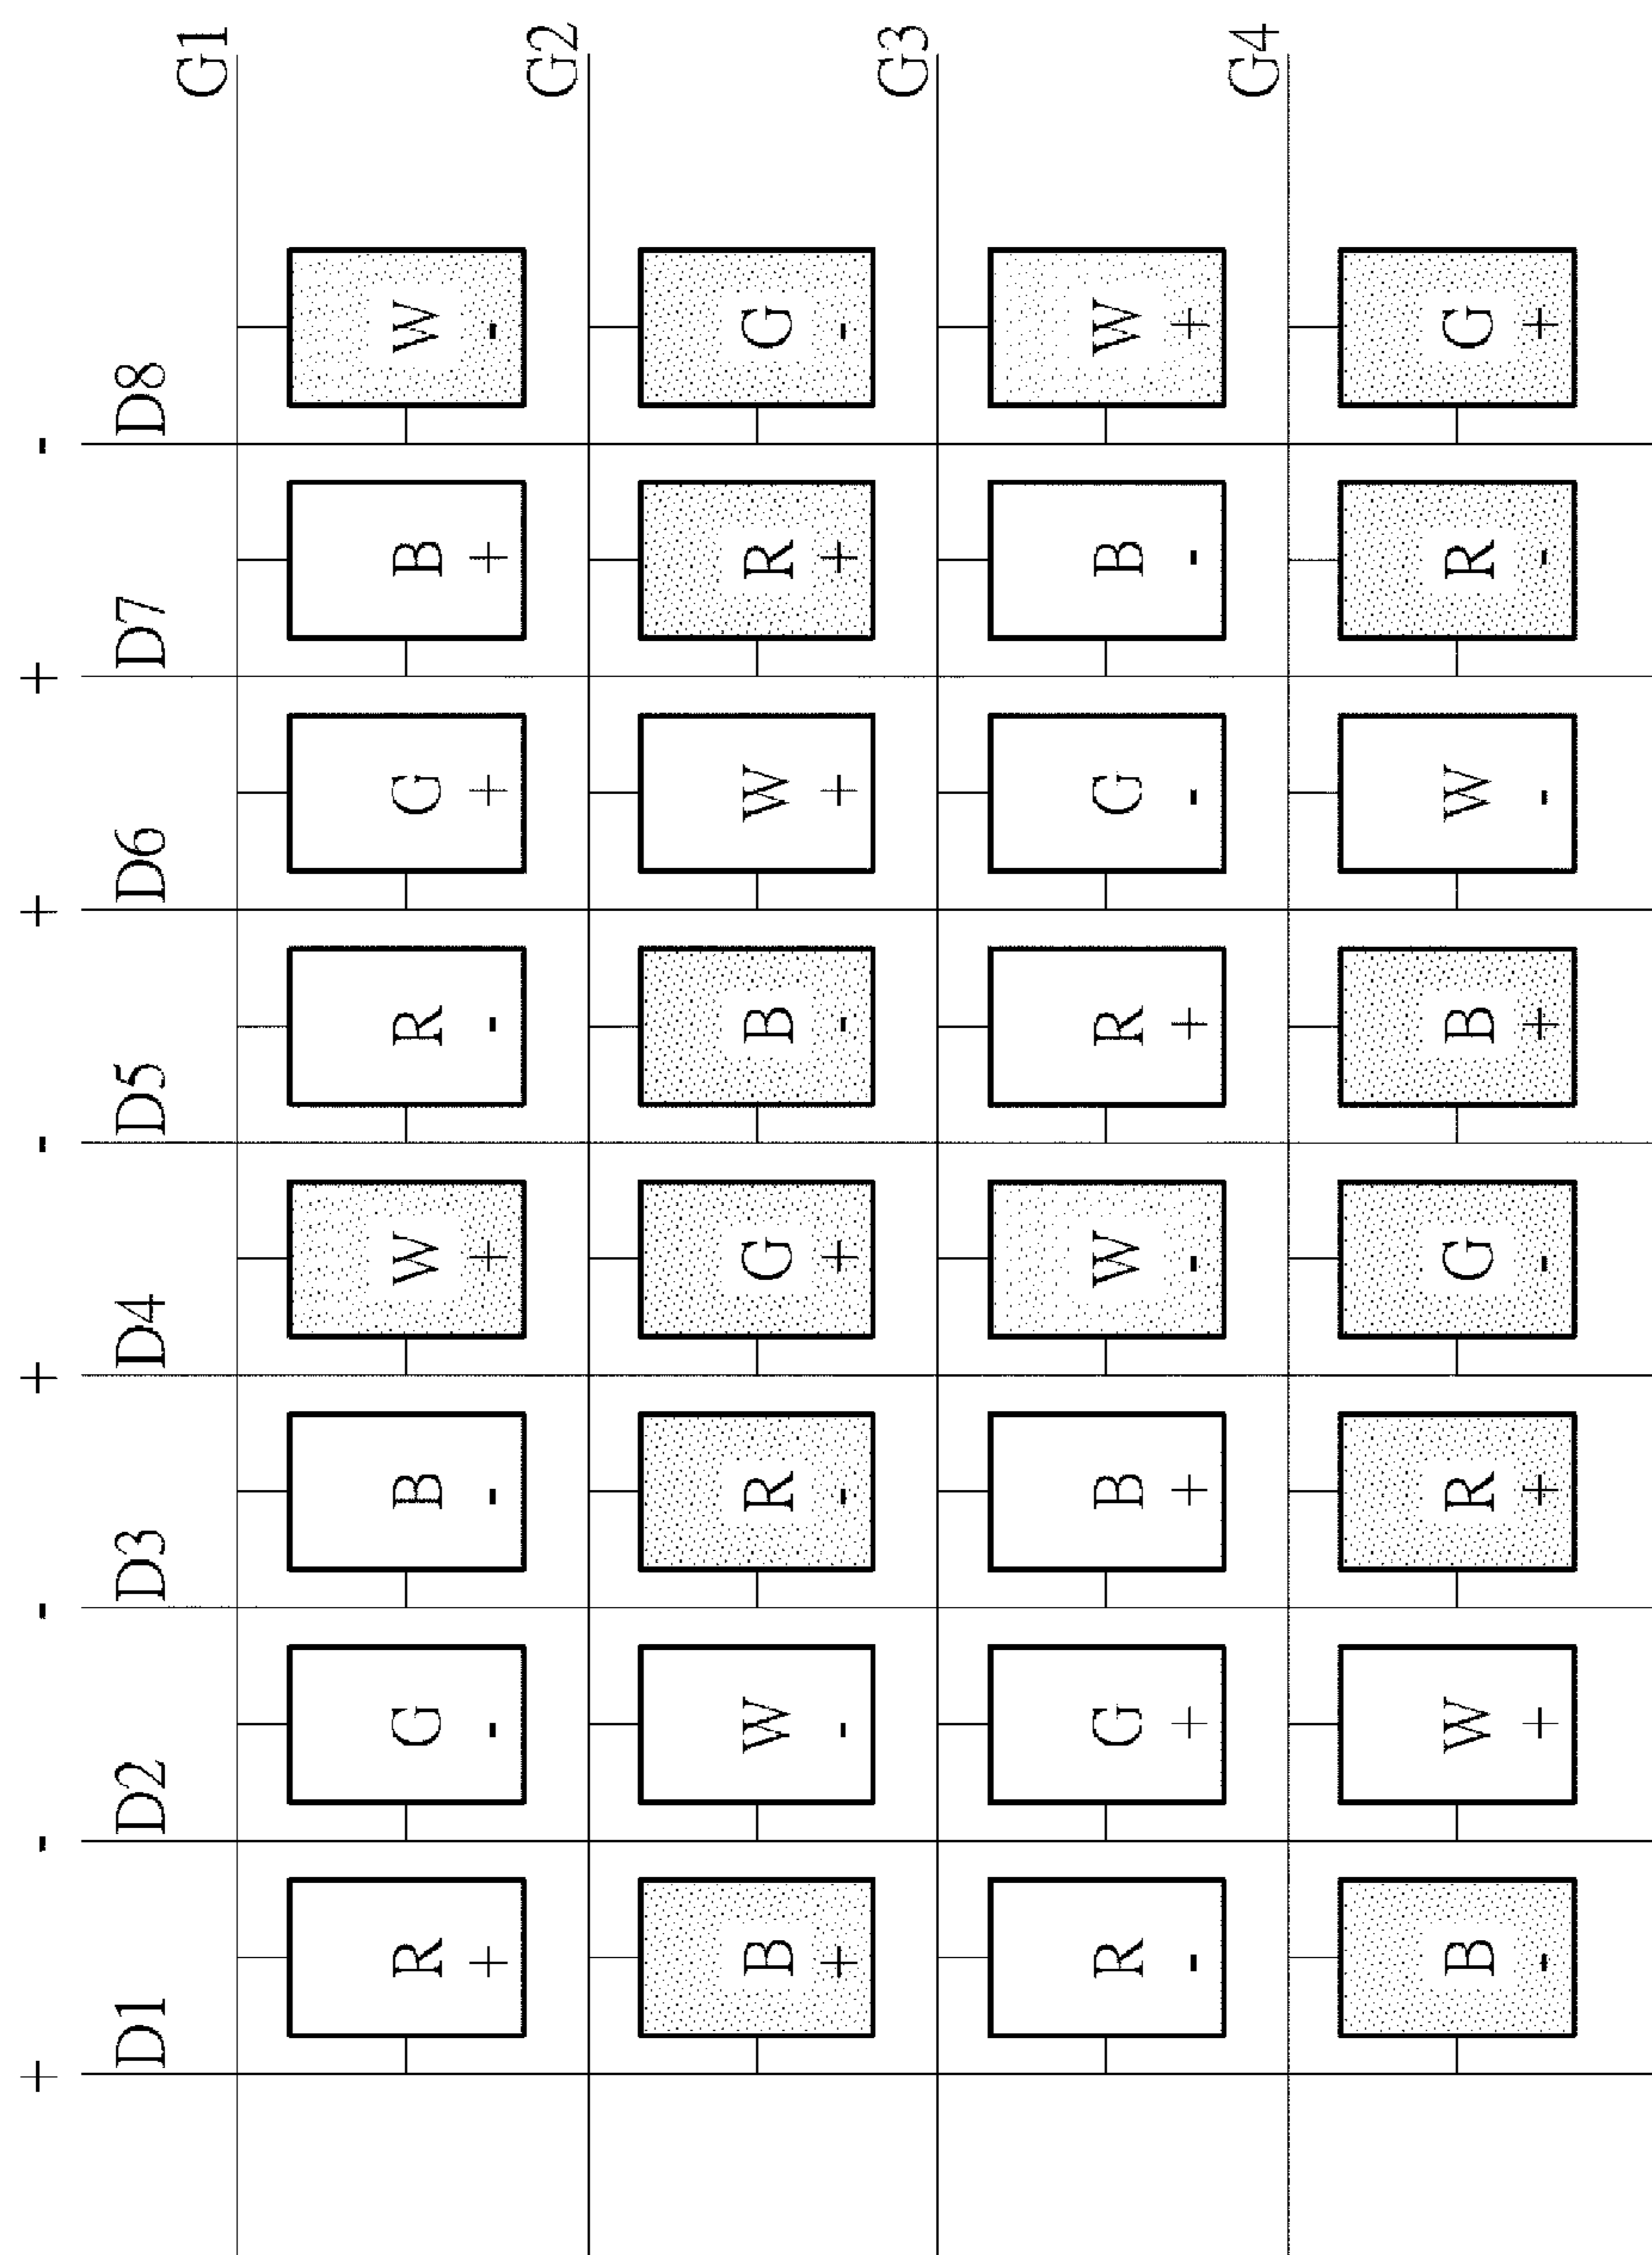 + - - + - + + -
D1 D2 D3 D4 D5 D6 D7 D8
G1
R G B W R G B W
+ - - + - + + -
G2
B W R G B W R G
+ - - + - + + -
G3
R G B W R G B W
- + + - + - - +
G4
B W R G B W R G
- + + - + - - +